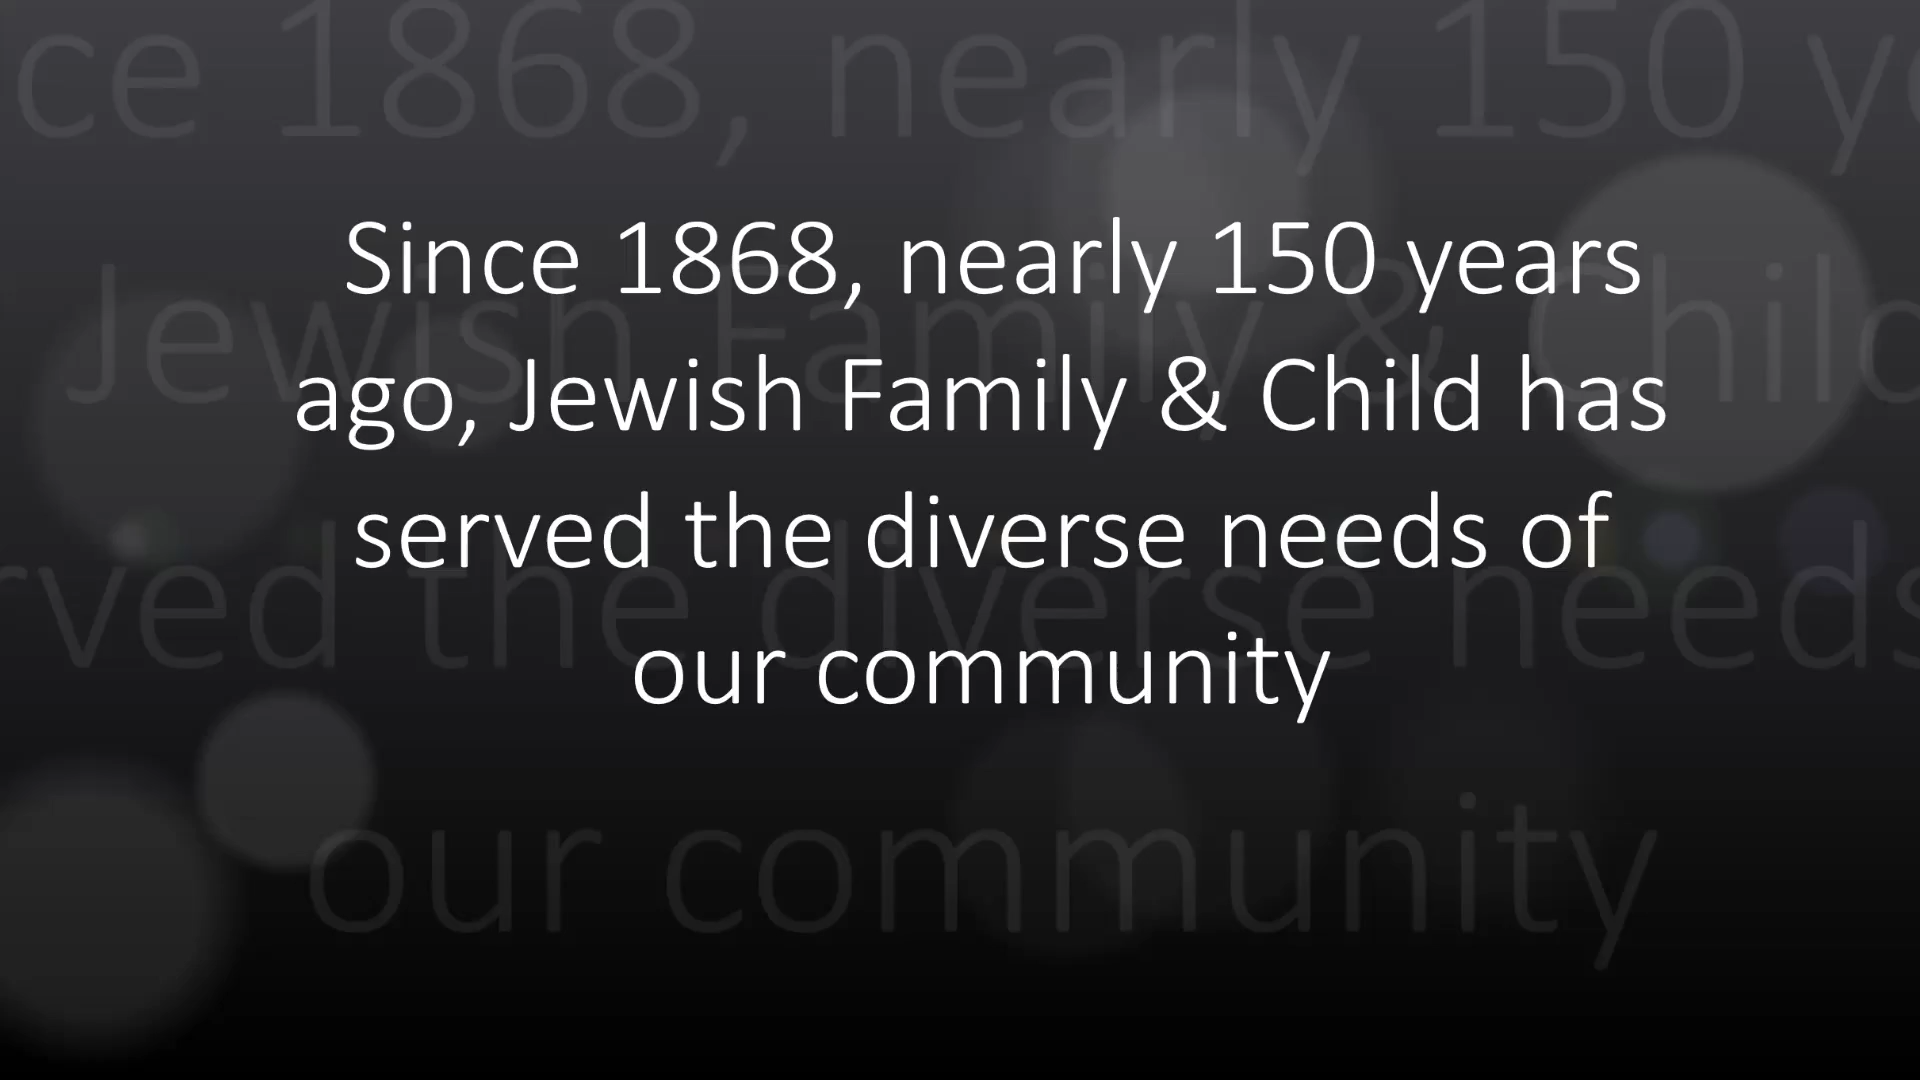 Since 1868, nearly 150 years
ago, Jewish Family & Child has
served the diverse needs of
our community